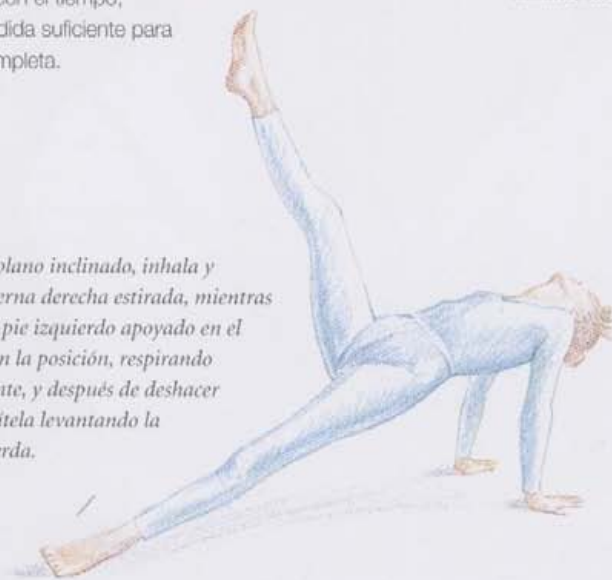 con el tiempo,
dida suficiente para
mpleta.
plano inclinado, inhala y
erna derecha estirada, mientras
pie izquierdo apoyado en el
n la posición, respirando
nte, y después de deshacer
ítela levantando la
erda.